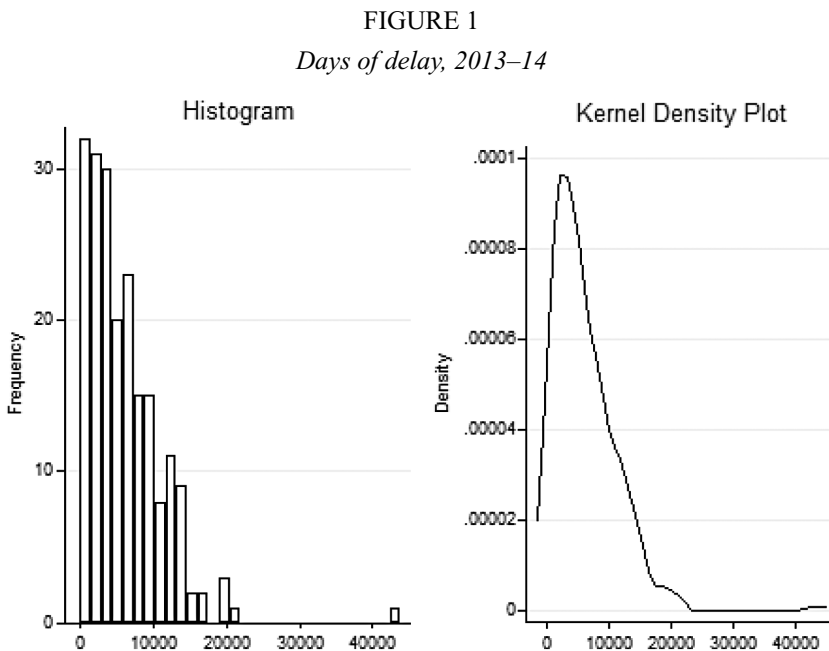 FIGURE 1
Days of delay, 2013–14
Histogram
Frequency
30
20
10
0
0 10000 20000 30000 40000
Kernel Density Plot
Density
.0001
.00008
.00006
.00004
.00002
0
0 10000 20000 30000 40000